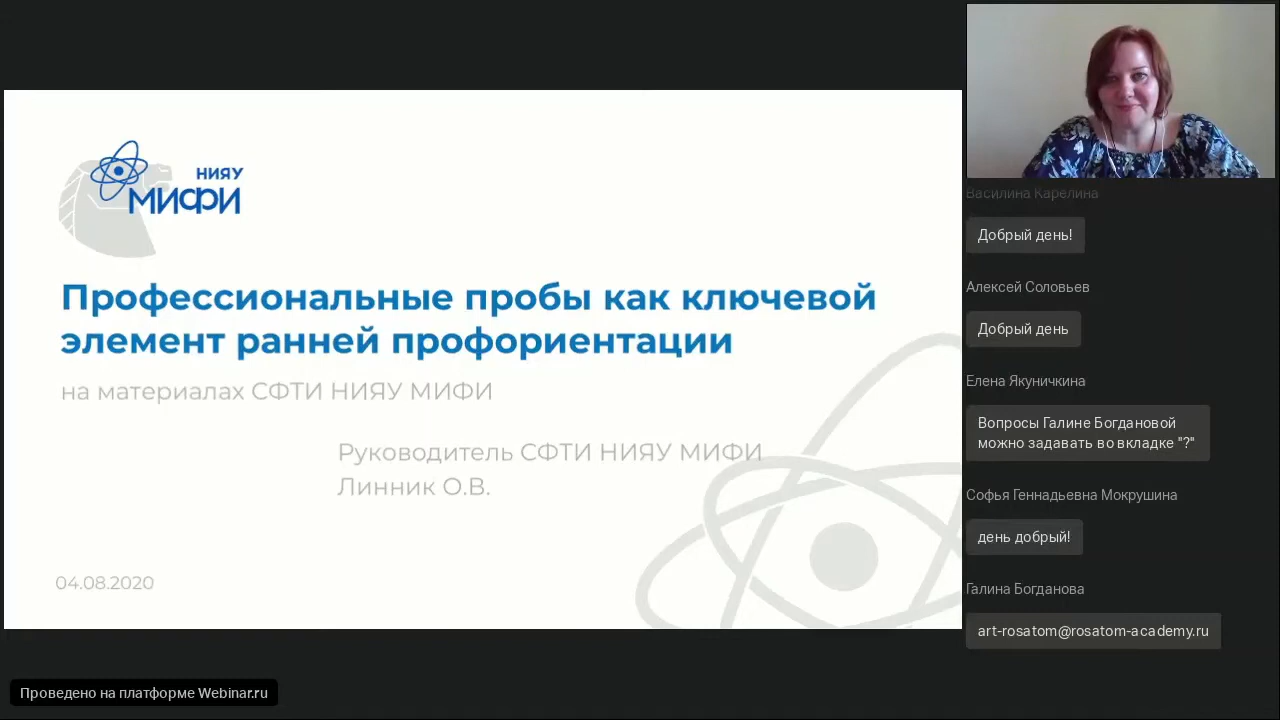 НИЯУ
МИФИ
Профессиональные пробы как ключевой
элемент ранней профориентации
на материалах СФТИ НИЯУ МИФИ
Руководитель СФТИ НИЯУ МИФИ
Линник О.В.
04.08.2020
Проведено на платформе Webinar.ru
Василина Карелина
Добрый день!
Алексей Соловьев
Добрый день
Елена Якуничкина
Вопросы Галине Богдановой
можно задавать во вкладке "?"
Софья Геннадьевна Мокрушина
день добрый!
Галина Богданова
art-rosatom@rosatom-academy.ru